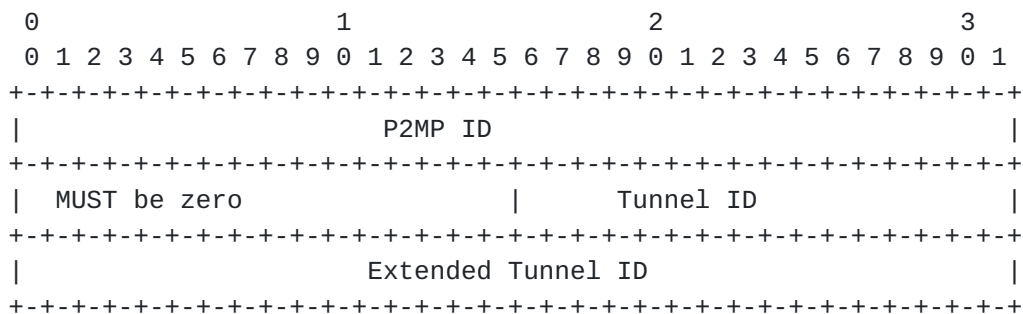 0                   1                   2                   3
 0 1 2 3 4 5 6 7 8 9 0 1 2 3 4 5 6 7 8 9 0 1 2 3 4 5 6 7 8 9 0 1
+-+-+-+-+-+-+-+-+-+-+-+-+-+-+-+-+-+-+-+-+-+-+-+-+-+-+-+-+-+-+-+-+
|                       P2MP ID                                 |
+-+-+-+-+-+-+-+-+-+-+-+-+-+-+-+-+-+-+-+-+-+-+-+-+-+-+-+-+-+-+-+-+
|  MUST be zero                 |      Tunnel ID                |
+-+-+-+-+-+-+-+-+-+-+-+-+-+-+-+-+-+-+-+-+-+-+-+-+-+-+-+-+-+-+-+-+
|                      Extended Tunnel ID                       |
+-+-+-+-+-+-+-+-+-+-+-+-+-+-+-+-+-+-+-+-+-+-+-+-+-+-+-+-+-+-+-+-+